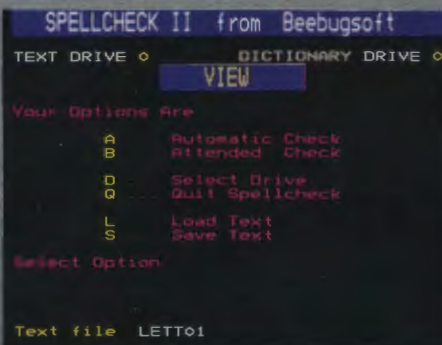 SPELLCHECK II from Beebugsoft
TEXT DRIVE 0 DICTIONARY DRIVE 0
VIEW
Your Options Are
A ... Automatic Check
B ... Attended Check
D ... Select Drive
Q ... Quit Spellcheck
L ... Load Text
S ... Save Text
Select Option
Text file LETT01